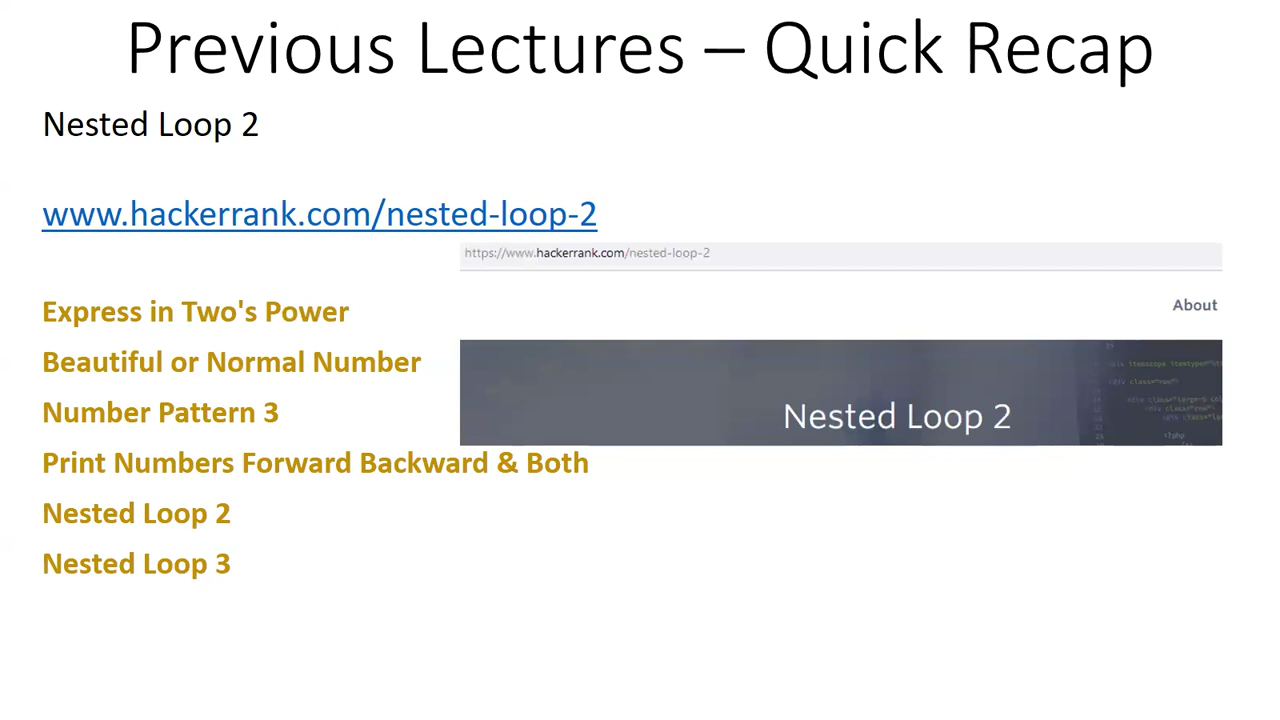 Previous Lectures – Quick Recap
Nested Loop 2
www.hackerrank.com/nested-loop-2
https://www.hackerrank.com/nested-loop-2
About
Express in Two's Power
Beautiful or Normal Number
Number Pattern 3
Nested Loop 2
Print Numbers Forward Backward & Both
Nested Loop 2
Nested Loop 3